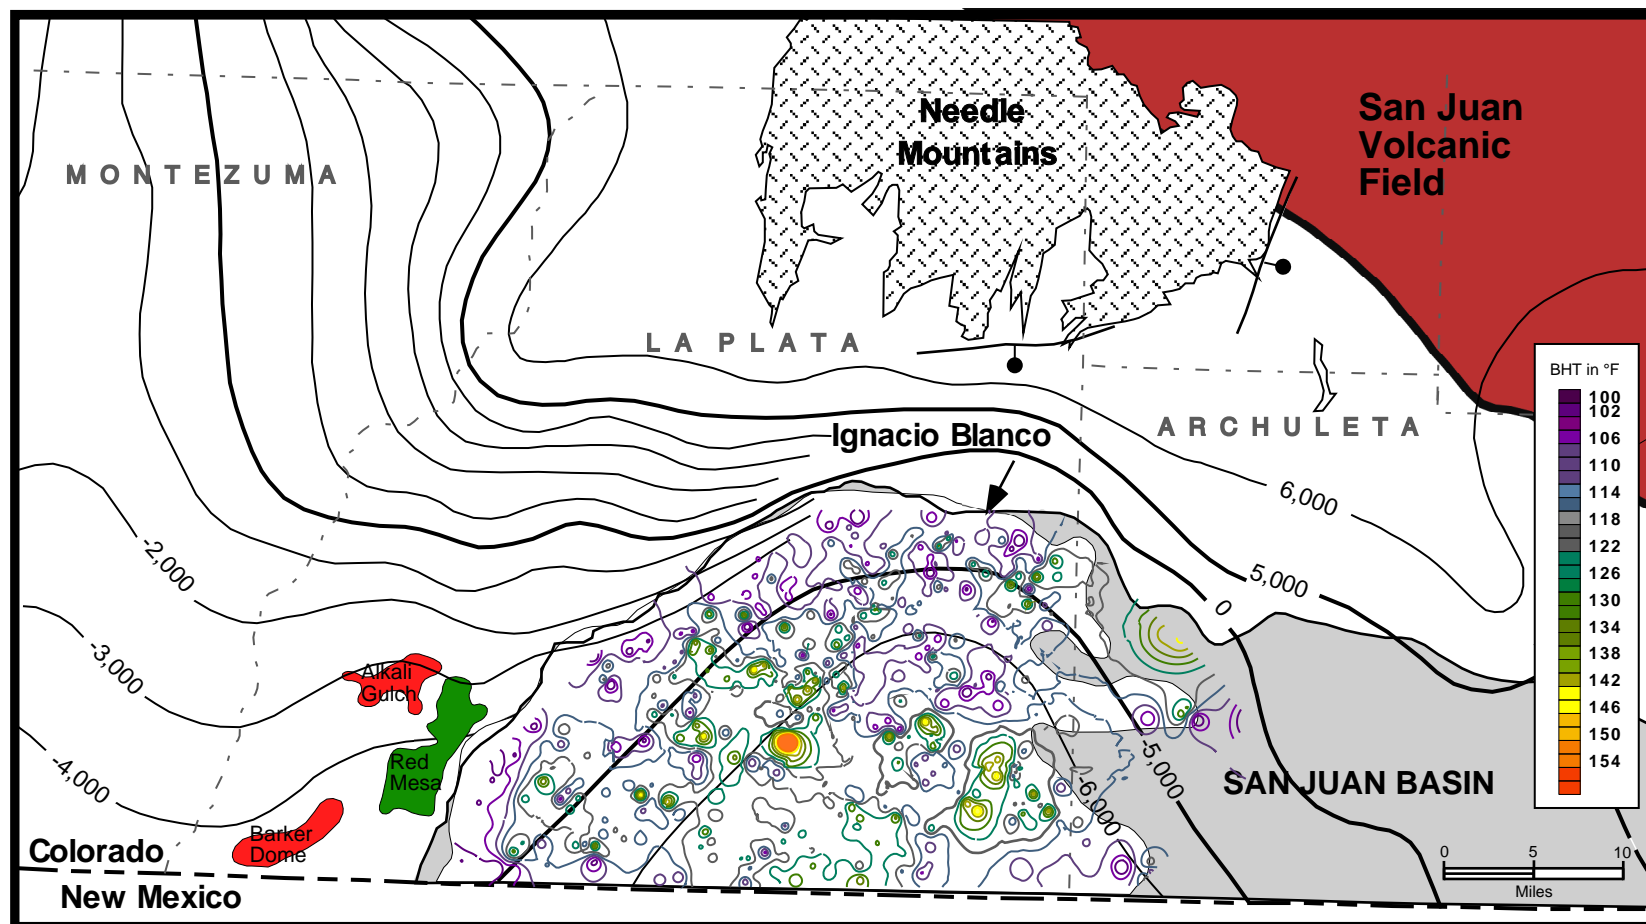 Needle
Mountains
San Juan
Volcanic
Field
MONTEZUMA
LA PLATA
ARCHULETA
Ignacio Blanco
6,000
5,000
0
-2,000
-3,000
-4,000
-5,000
-6,000
Alkali
Gulch
Red
Mesa
Barker
Dome
SAN JUAN BASIN
Colorado
New Mexico
BHT in °F
100
102
106
110
114
118
122
126
130
134
138
142
146
150
154
0 5 10
Miles